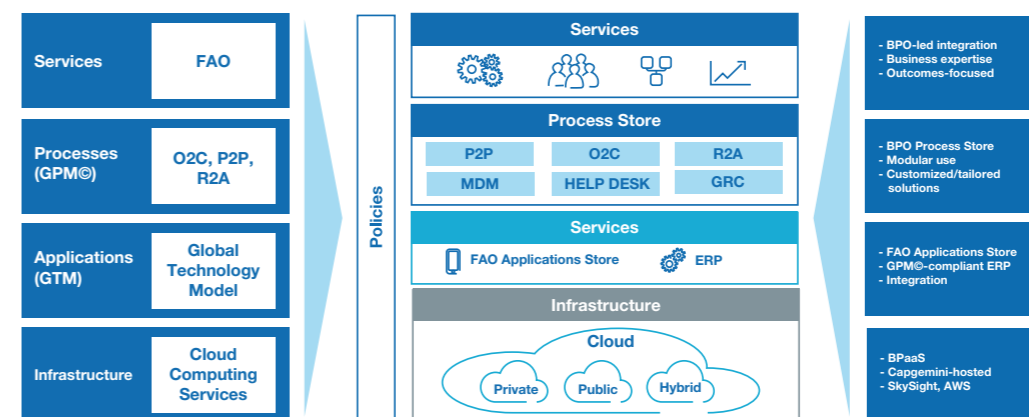 Services
FAO
Processes
(GPM©)
O2C, P2P,
R2A
Applications
(GTM)
Global
Technology
Model
Infrastructure
Cloud
Computing
Services
Policies
Services
Process Store
P2P
O2C
R2A
MDM
HELP DESK
GRC
Services
FAO Applications Store
ERP
Infrastructure
Cloud
Private
Public
Hybrid
- BPO-led integration
- Business expertise
- Outcomes-focused
- BPO Process Store
- Modular use
- Customized/tailored
solutions
- FAO Applications Store
- GPM©-compliant ERP
- Integration
- BPaaS
- Capgemini-hosted
- SkySight, AWS